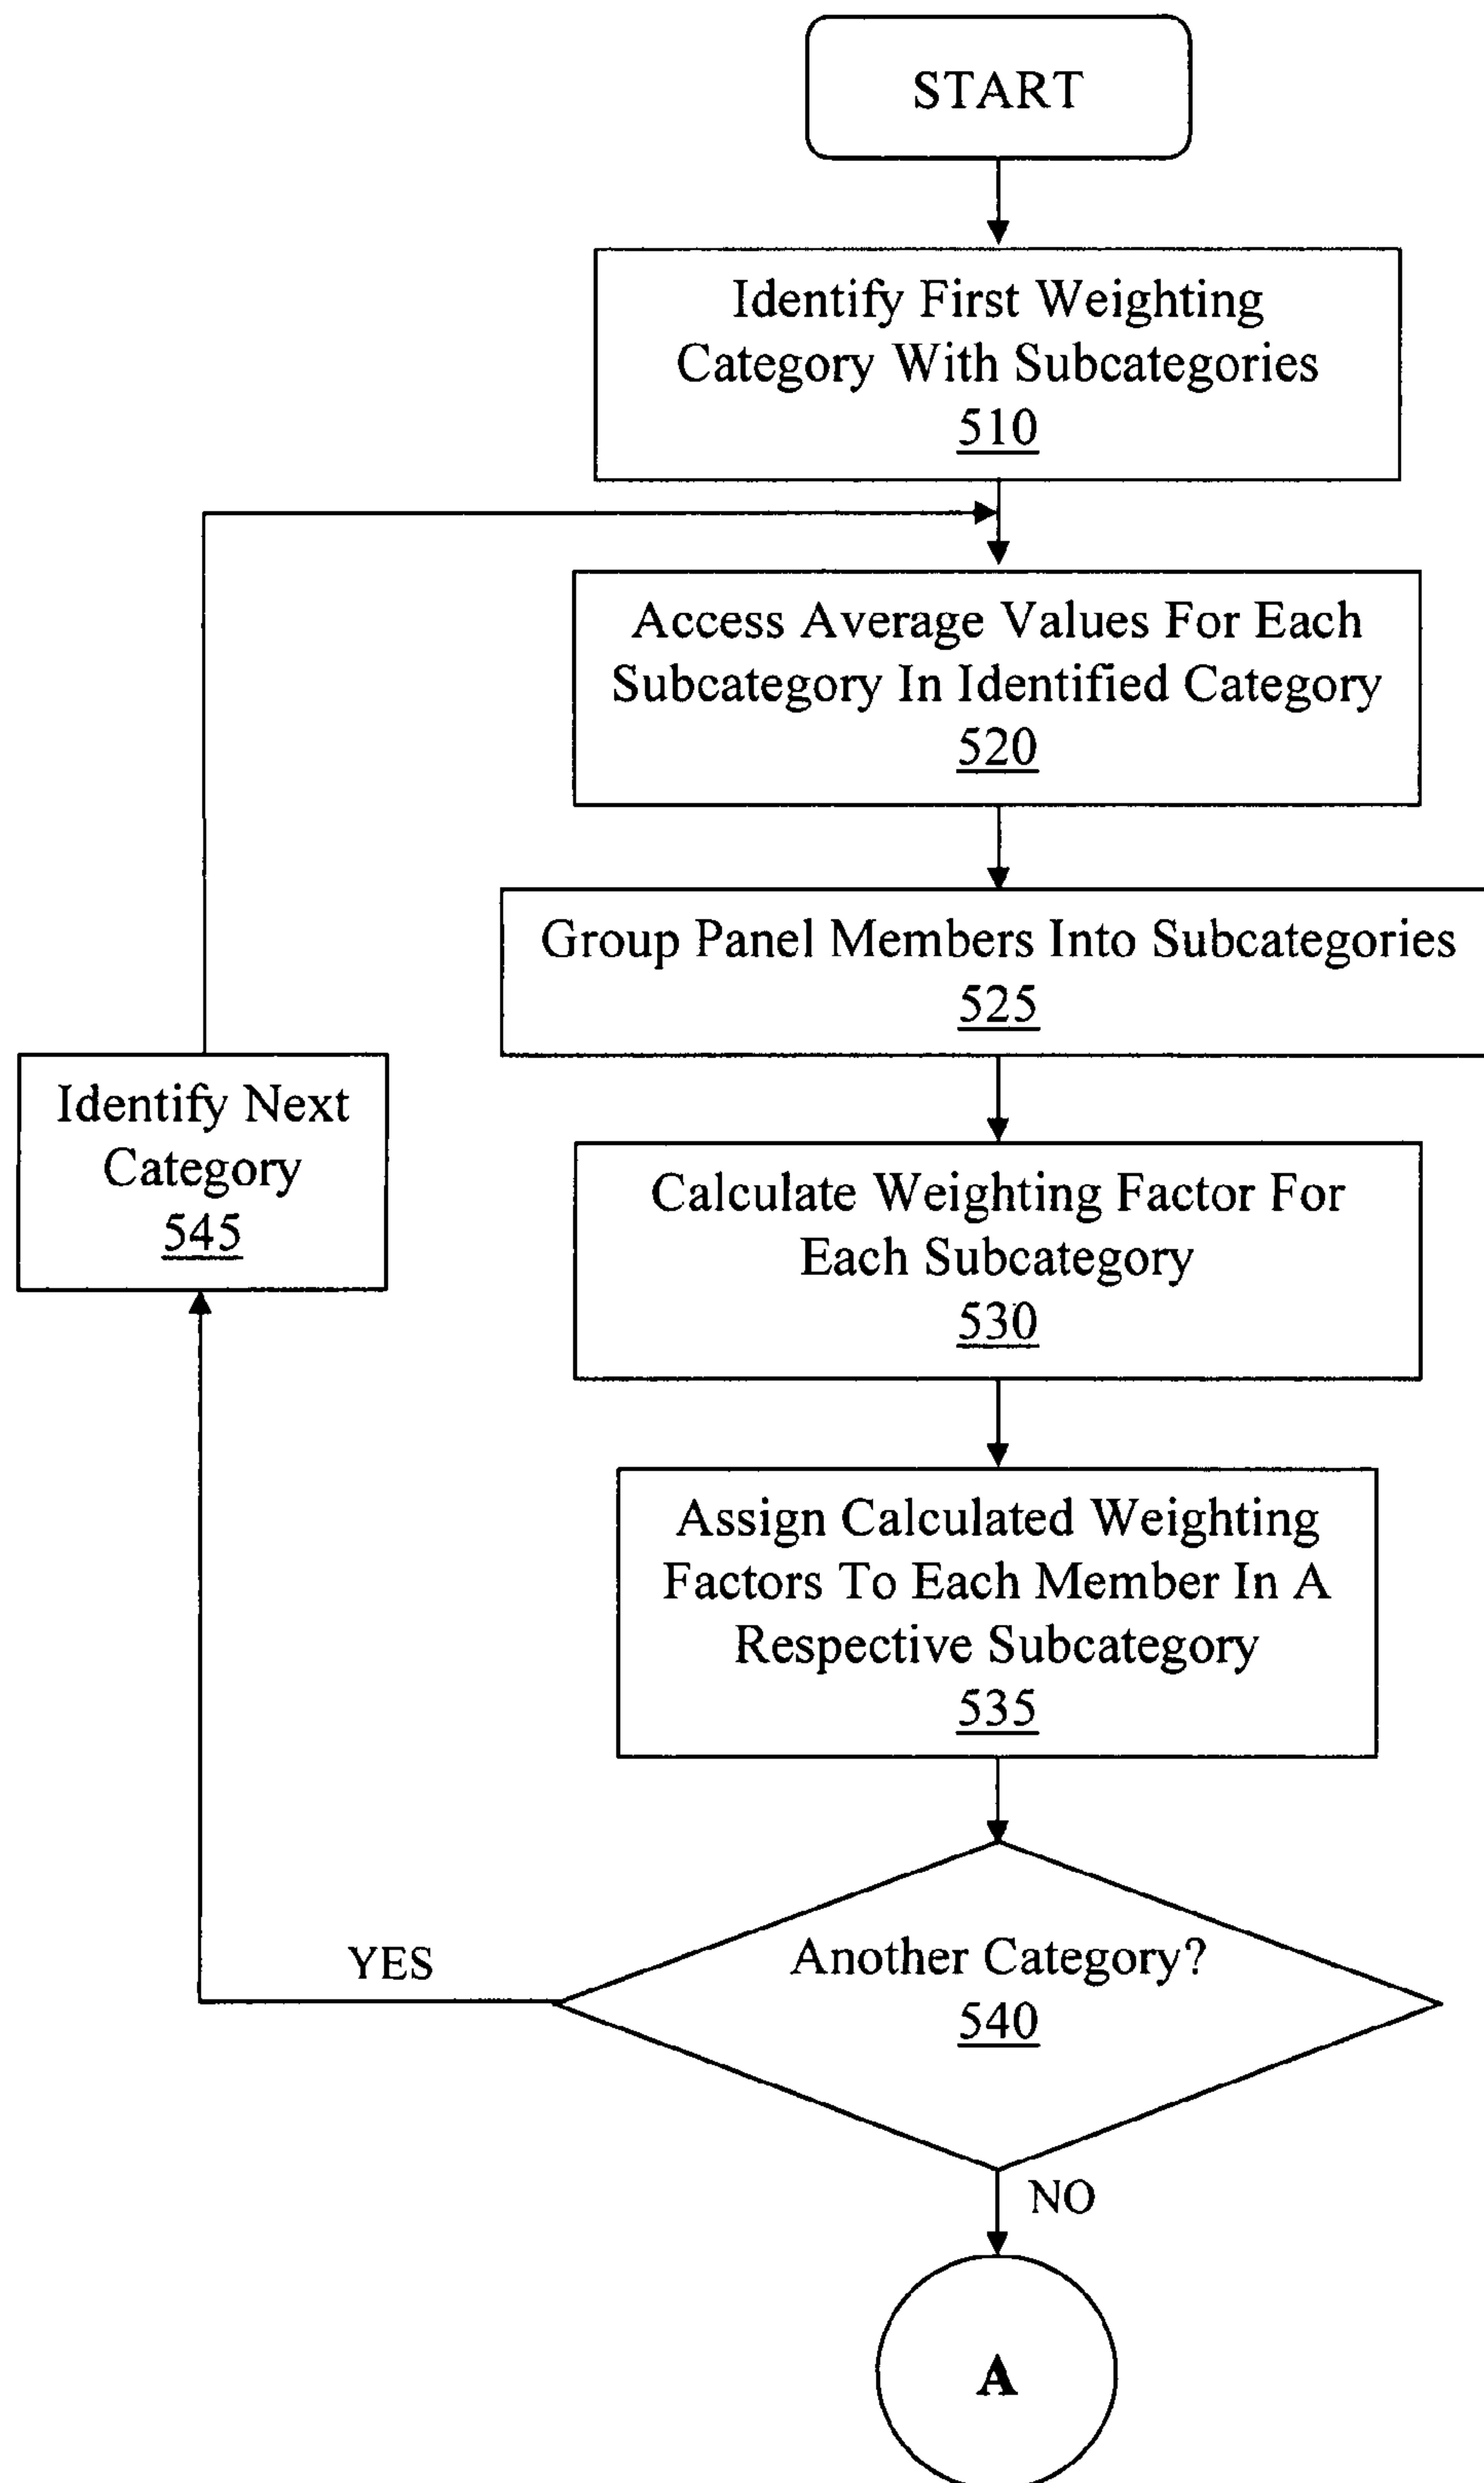 START
Identify First Weighting
Category With Subcategories
510
Access Average Values For Each
Subcategory In Identified Category
520
Group Panel Members Into Subcategories
525
Identify Next
Category
545
Calculate Weighting Factor For
Each Subcategory
530
Assign Calculated Weighting
Factors To Each Member In A
Respective Subcategory
535
YES
Another Category?
540
NO
A